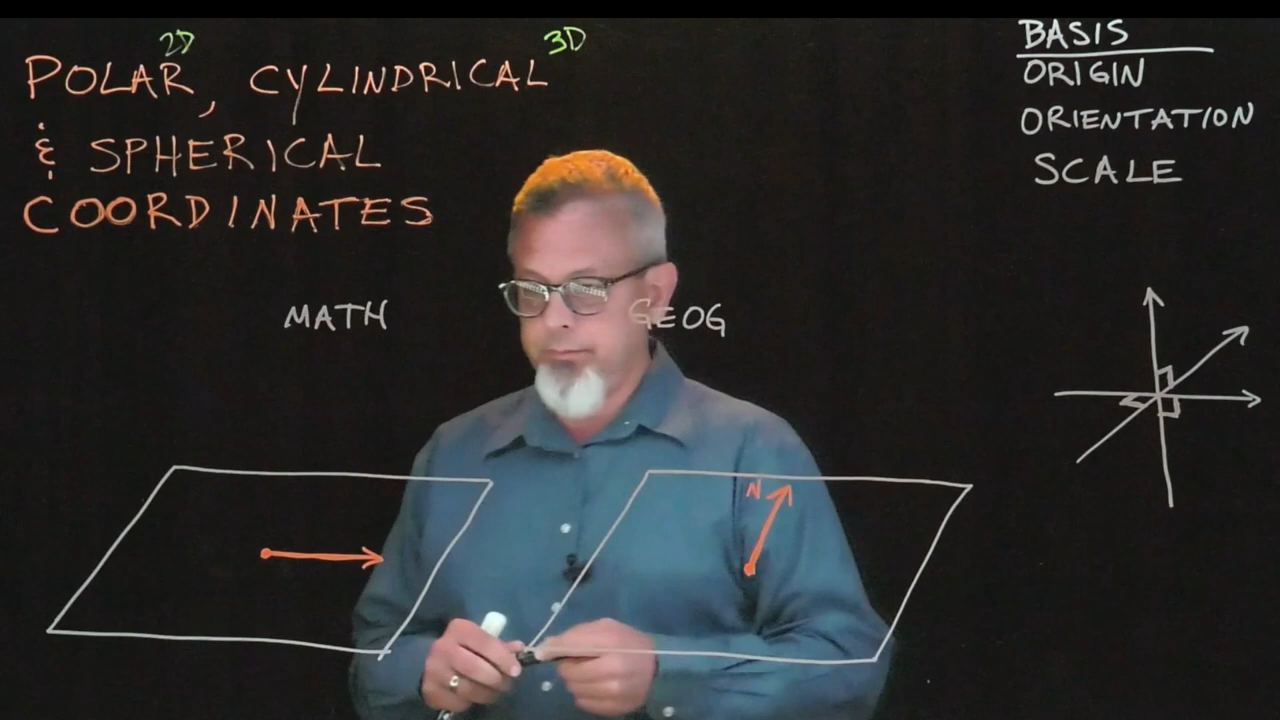 2D
3D
POLAR, CYLINDRICAL
& SPHERICAL
COORDINATES
BASIS
ORIGIN
ORIENTATION
SCALE
MATH
GEOG
N